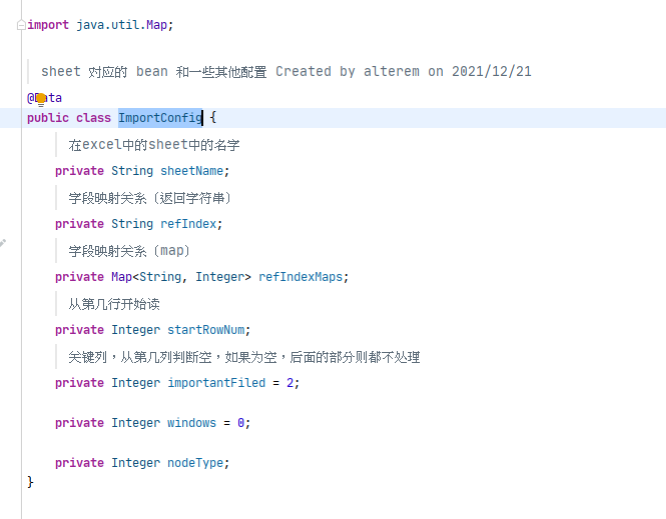 import java.util.Map;
sheet 对应的 bean 和一些其他配置 Created by alterem on 2021/12/21
@Data
public class ImportConfig {
在excel中的sheet中的名字
private String sheetName;
字段映射关系（返回字符串）
private String refIndex;
字段映射关系（map）
private Map<String, Integer> refIndexMaps;
从第几行开始读
private Integer startRowNum;
关键列，从第几列判断空，如果为空，后面的部分则都不处理
private Integer importantFiled = 2;
private Integer windows = 0;
private Integer nodeType;
}